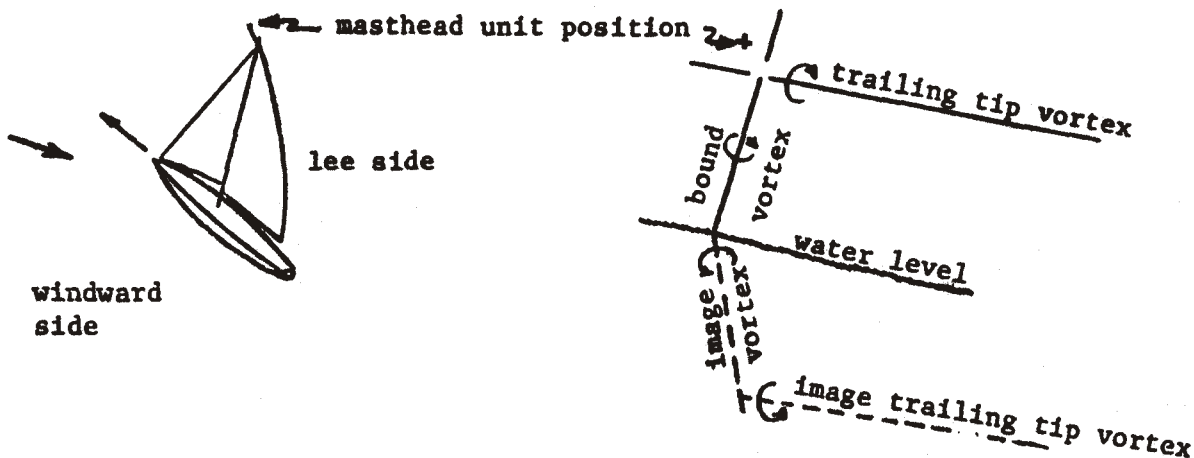 masthead unit position
trailing tip vortex
lee side
bound
vortex
water level
windward
side
image
vortex
image trailing tip vortex